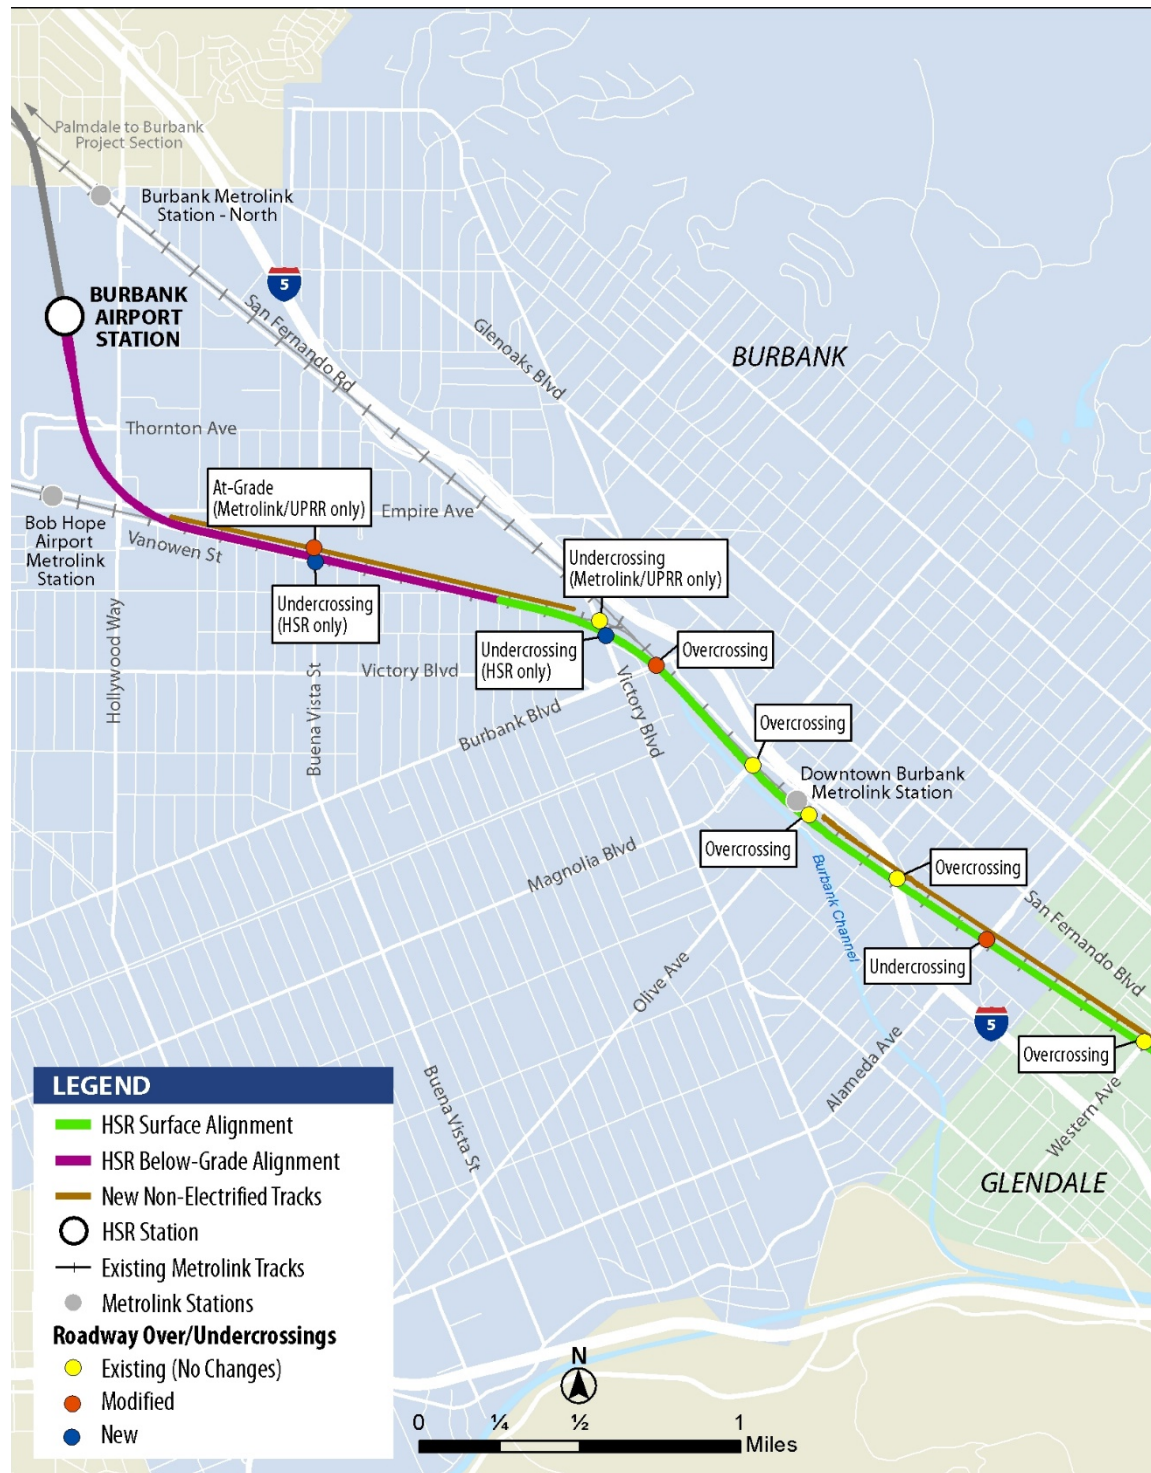 Palmdale to Burbank
Project Section
Burbank Metrolink
Station - North
5
BURBANK
AIRPORT
STATION
San Fernando Rd
Glenoaks Blvd
BURBANK
Thornton Ave
At-Grade
(Metrolink/UPRR only)
Empire Ave
Bob Hope
Airport
Metrolink
Station
Vanowen St
Undercrossing
(Metrolink/UPRR only)
Undercrossing
(HSR only)
Hollywood Way
Buena Vista St
Victory Blvd
Undercrossing
(HSR only)
Overcrossing
Burbank Blvd
Victory Blvd
Overcrossing
Downtown Burbank
Metrolink Station
Overcrossing
Magnolia Blvd
Burbank Channel
Overcrossing
San Fernando Blvd
Olive Ave
Undercrossing
5
Overcrossing
Alameda Ave
Western Ave
Buena Vista St
GLENDALE
LEGEND
HSR Surface Alignment
HSR Below-Grade Alignment
New Non-Electrified Tracks
HSR Station
Existing Metrolink Tracks
Metrolink Stations
Roadway Over/Undercrossings
Existing (No Changes)
Modified
New
N
0 ¼ ½ 1
Miles